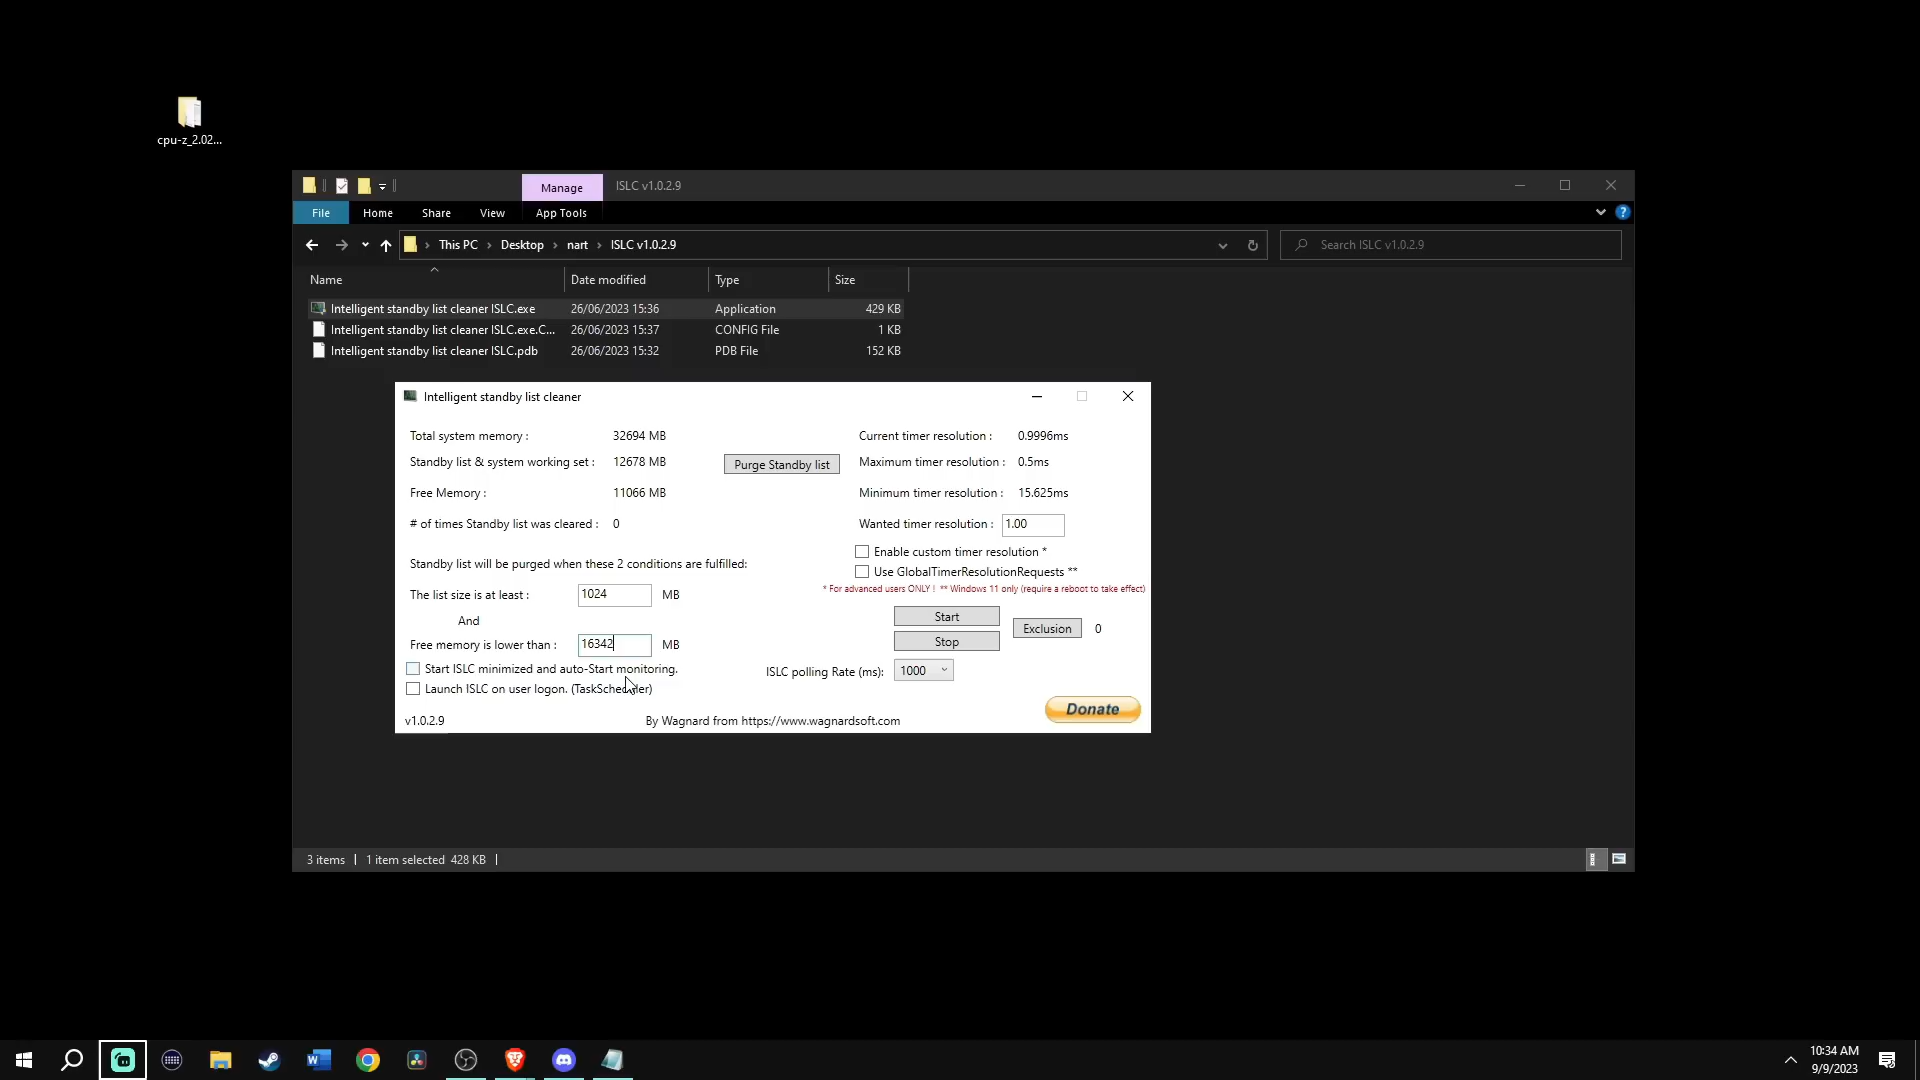 cpu-z_2.02...
Manage
ISLC v1.0.2.9
File
Home
Share
View
App Tools
This PC > Desktop > nart > ISLC v1.0.2.9
Search ISLC v1.0.2.9
Name
Date modified
Type
Size
Intelligent standby list cleaner ISLC.exe 26/06/2023 15:36 Application 429 KB
Intelligent standby list cleaner ISLC.exe.C... 26/06/2023 15:37 CONFIG File 1 KB
Intelligent standby list cleaner ISLC.pdb 26/06/2023 15:32 PDB File 152 KB
Intelligent standby list cleaner
Total system memory : 32694 MB
Standby list & system working set : 12678 MB
Purge Standby list
Free Memory : 11066 MB
# of times Standby list was cleared : 0
Standby list will be purged when these 2 conditions are fulfilled:
The list size is at least : 1024 MB
And
Free memory is lower than : 16342 MB
Start ISLC minimized and auto-Start monitoring.
Launch ISLC on user logon. (TaskScheduler)
Current timer resolution : 0.9996ms
Maximum timer resolution : 0.5ms
Minimum timer resolution : 15.625ms
Wanted timer resolution : 1.00
Enable custom timer resolution *
Use GlobalTimerResolutionRequests **
* For advanced users ONLY ! ** Windows 11 only (require a reboot to take effect)
Start
Stop
Exclusion 0
ISLC polling Rate (ms): 1000
Donate
v1.0.2.9
By Wagnard from https://www.wagnardsoft.com
3 items
1 item selected 428 KB
10:34 AM
9/9/2023